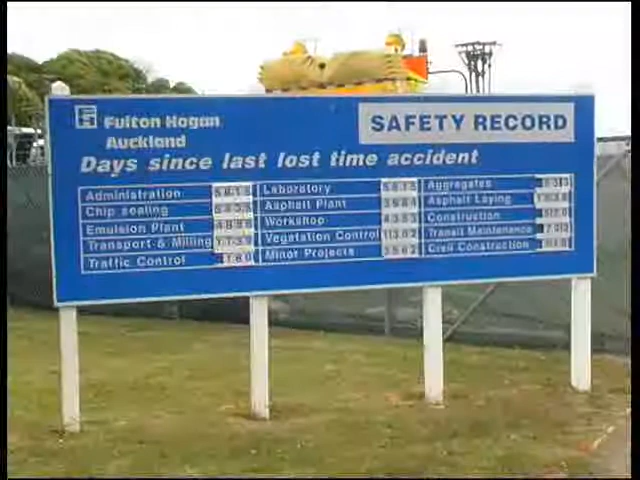 Fulton Hogan
Auckland
SAFETY RECORD
Days since last lost time accident
Administration
Chip sealing
Emulsion Plant
Transport & Milling
Traffic Control
Laboratory
Asphalt Plant
Workshop
Vegetation Control
Minor Projects
Aggregates
Asphalt Laying
Construction
Transit Maintenance
Civil Construction